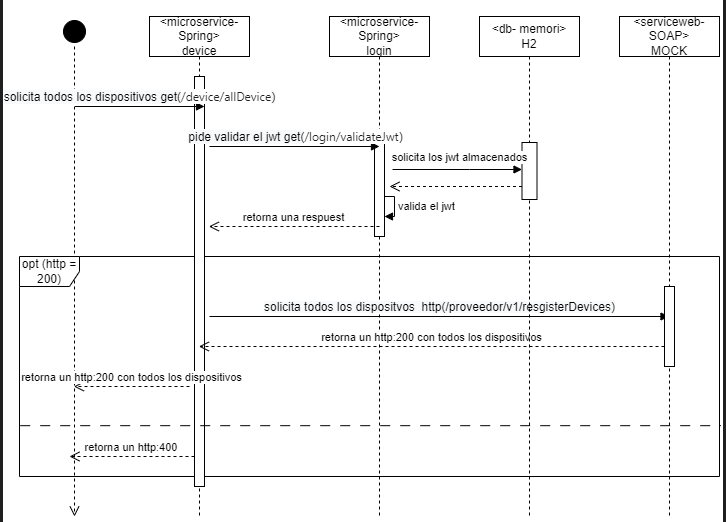 <microservice-
Spring>
device
<microservice-
Spring>
login
<db- memori>
H2
<serviceweb-
SOAP>
MOCK
solicita todos los dispositivos get(/device/allDevice)
pide validar el jwt get(/login/validateJwt)
solicita los jwt almacenados
valida el jwt
retorna una respuest
opt (http =
200)
solicita todos los dispositvos http(/proveedor/v1/resgisterDevices)
retorna un http:200 con todos los dispositivos
retorna un http:200 con todos los dispositivos
retorna un http:400